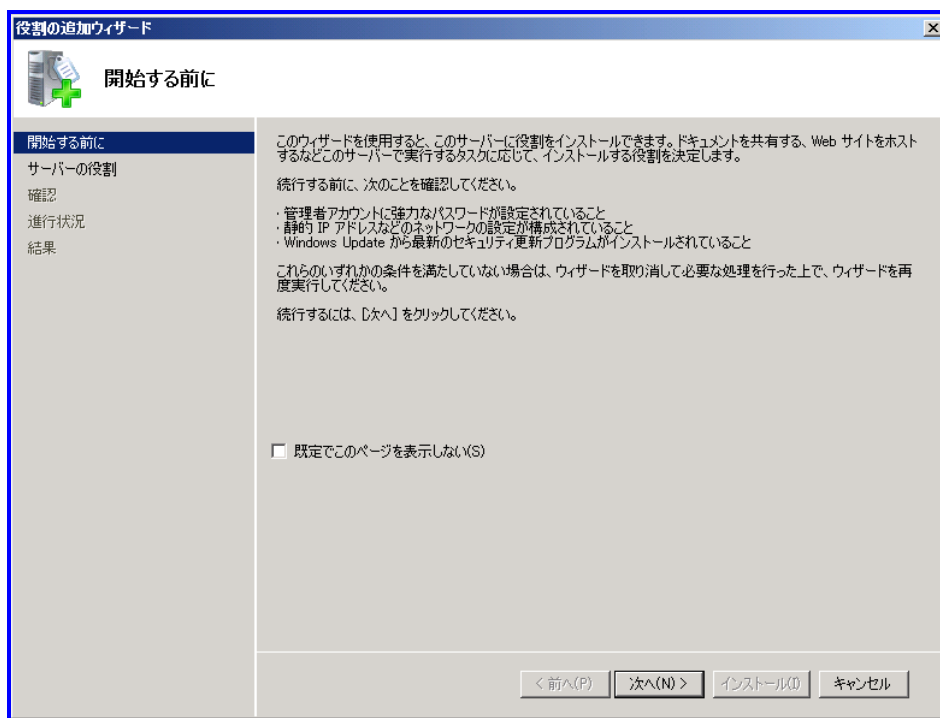 役割の追加ウィザード
開始する前に
開始する前に
サーバーの役割
確認
進行状況
結果
このウィザードを使用すると、このサーバーに役割をインストールできます。ドキュメントを共有する、Web サイトをホスト
するなどこのサーバーで実行するタスクに応じて、インストールする役割を決定します。
続行する前に、次のことを確認してください。
・管理者アカウントに強力なパスワードが設定されていること
・静的 IP アドレスなどのネットワークの設定が構成されていること
・Windows Update から最新のセキュリティ更新プログラムがインストールされていること
これらのいずれかの条件を満たしていない場合は、ウィザードを取り消して必要な処理を行った上で、ウィザードを再
度実行してください。
続行するには、[次へ] をクリックしてください。
既定でこのページを表示しない(S)
< 前へ(P) 次へ(N) > インストール(I) キャンセル